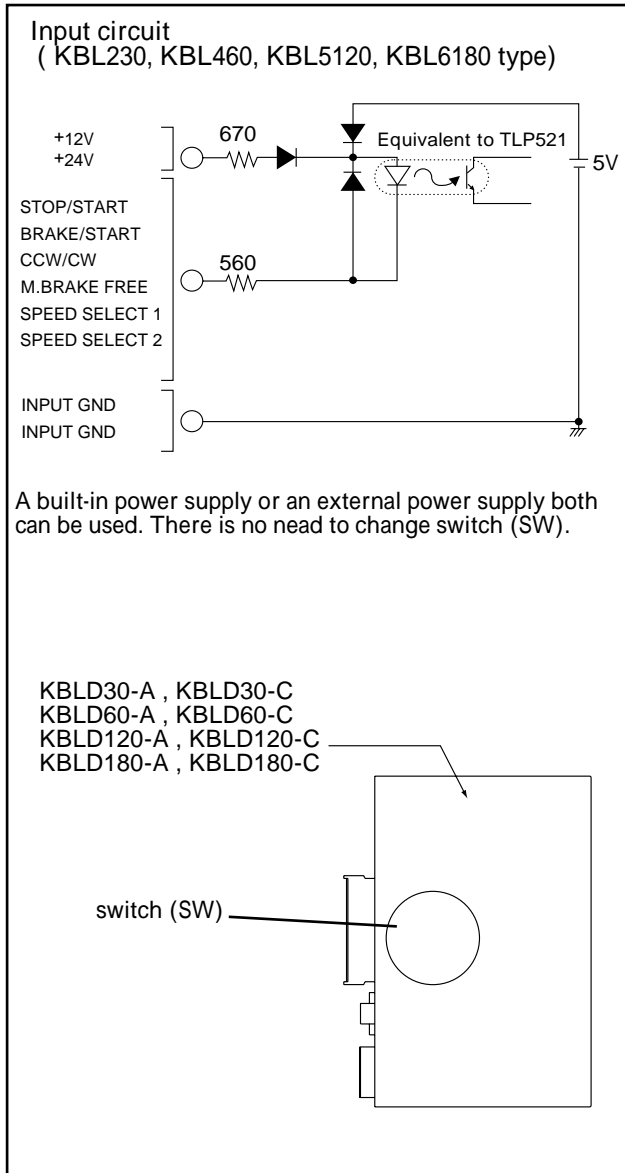 Input circuit
( KBL230, KBL460, KBL5120, KBL6180 type)
+12V
+24V
670
Equivalent to TLP521
5V
STOP/START
BRAKE/START
CCW/CW
M.BRAKE FREE
SPEED SELECT 1
SPEED SELECT 2
560
INPUT GND
INPUT GND
A built-in power supply or an external power supply both
can be used. There is no nead to change switch (SW).
KBLD30-A , KBLD30-C
KBLD60-A , KBLD60-C
KBLD120-A , KBLD120-C
KBLD180-A , KBLD180-C
switch (SW)